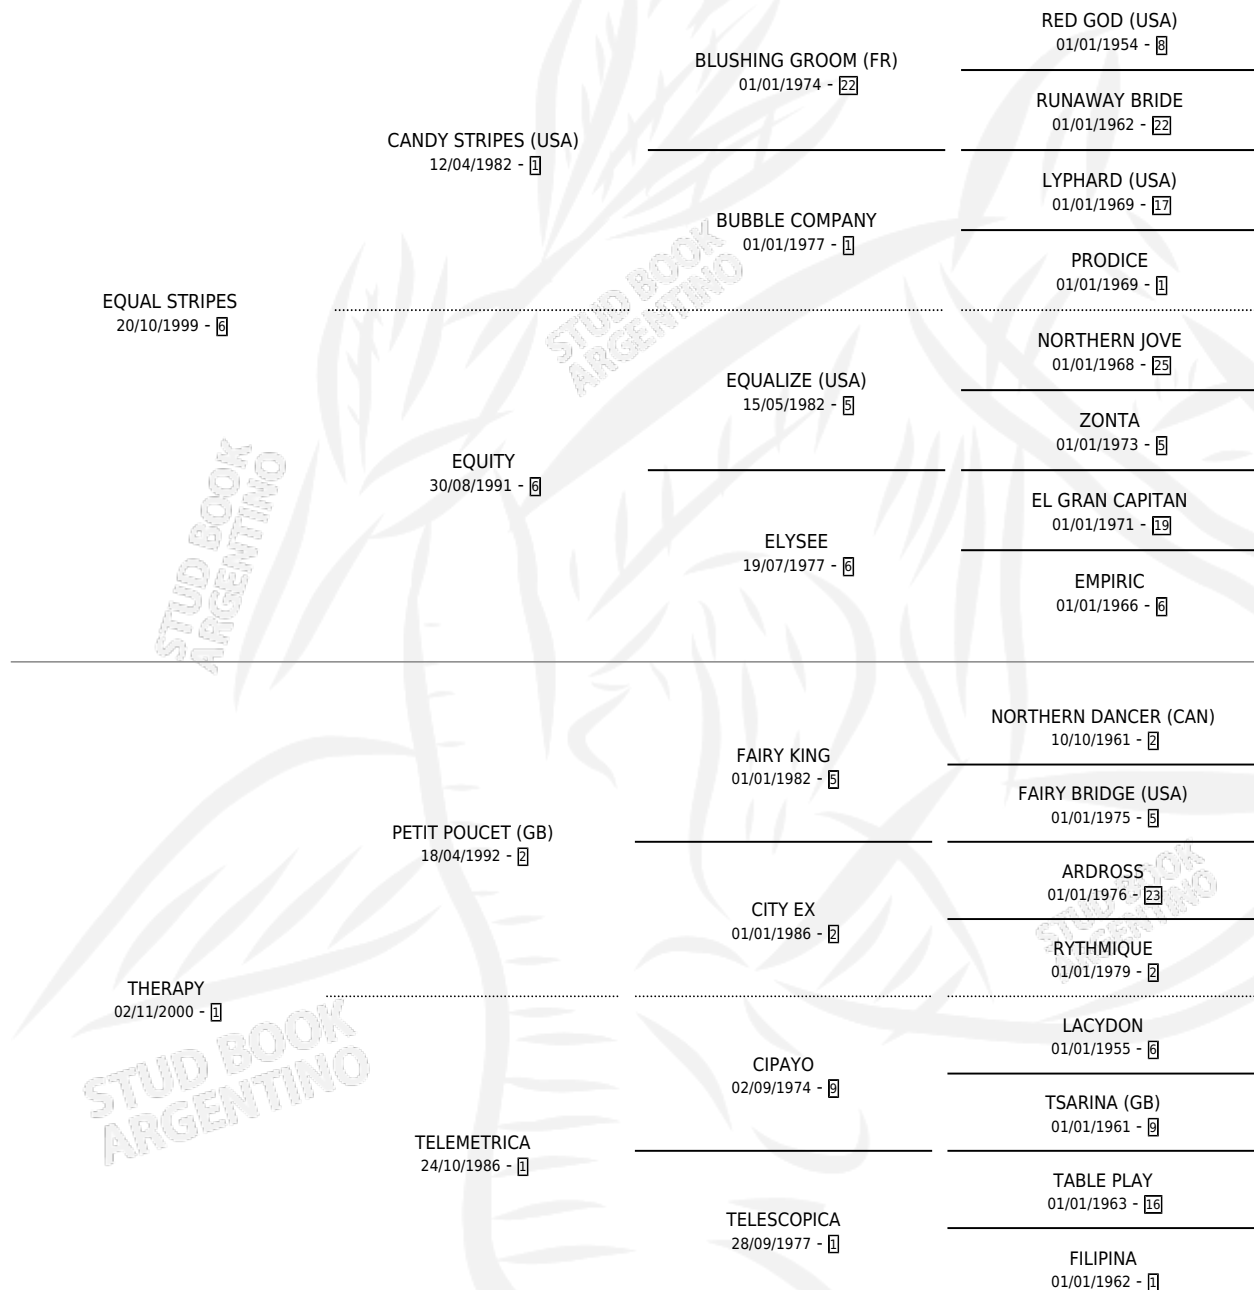 RED GOD (USA)
01/01/1954 - 8
BLUSHING GROOM (FR)
01/01/1974 - 22
RUNAWAY BRIDE
01/01/1962 - 22
CANDY STRIPES (USA)
12/04/1982 - 1
LYPHARD (USA)
01/01/1969 - 17
BUBBLE COMPANY
01/01/1977 - 1
PRODICE
01/01/1969 - 1
EQUAL STRIPES
20/10/1999 - 6
NORTHERN JOVE
01/01/1968 - 25
EQUALIZE (USA)
15/05/1982 - 5
ZONTA
01/01/1973 - 5
EQUITY
30/08/1991 - 6
EL GRAN CAPITAN
01/01/1971 - 19
ELYSEE
19/07/1977 - 6
EMPIRIC
01/01/1966 - 6
NORTHERN DANCER (CAN)
10/10/1961 - 2
FAIRY KING
01/01/1982 - 5
FAIRY BRIDGE (USA)
01/01/1975 - 5
PETIT POUCET (GB)
18/04/1992 - 2
ARDROSS
01/01/1976 - 23
CITY EX
01/01/1986 - 2
RYTHMIQUE
01/01/1979 - 2
THERAPY
02/11/2000 - 1
LACYDON
01/01/1955 - 6
CIPAYO
02/09/1974 - 9
TSARINA (GB)
01/01/1961 - 9
TELEMETRICA
24/10/1986 - 1
TABLE PLAY
01/01/1963 - 16
TELESCOPICA
28/09/1977 - 1
FILIPINA
01/01/1962 - 1
STUD BOOK
ARGENTINO
STUD BOOK
ARGENTINO
STUD BOOK
ARGENTINO
STUD BOOK
ARGENTINO